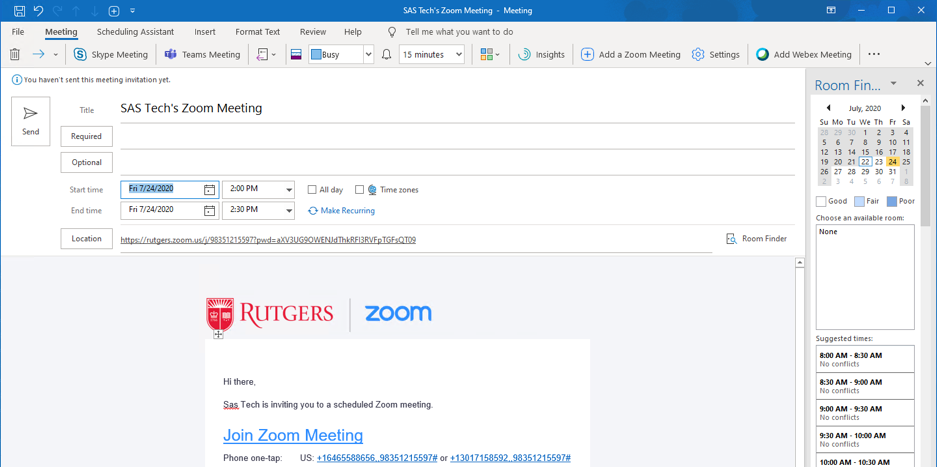 SAS Tech's Zoom Meeting - Meeting
File Meeting Scheduling Assistant Insert Format Text Review Help Tell me what you want to do
Skype Meeting Teams Meeting Busy 15 minutes Insights Add a Zoom Meeting Settings Add Webex Meeting ...
You haven't sent this meeting invitation yet.
Send
Title SAS Tech's Zoom Meeting
Required
Optional
Start time Fri 7/24/2020 2:00 PM All day Time zones
End time Fri 7/24/2020 2:30 PM Make Recurring
Location https://rutgers.zoom.us/j/98351215597?pwd=aXV3UG9OWENJdThkRFI3RVFpTGFsQT09 Room Finder
RUTGERS zoom
Hi there,
Sas Tech is inviting you to a scheduled Zoom meeting.
Join Zoom Meeting
Phone one-tap: US: +16465588656,,98351215597# or +13017158592,,98351215597#
Room Fin...
July, 2020
Su Mo Tu We Th Fr Sa
28 29 30 1 2 3 4
5 6 7 8 9 10 11
12 13 14 15 16 17 18
19 20 21 22 23 24 25
26 27 28 29 30 31 1
2 3 4 5 6 7 8
Good Fair Poor
Choose an available room:
None
Suggested times:
8:00 AM - 8:30 AM
No conflicts
8:30 AM - 9:00 AM
No conflicts
9:00 AM - 9:30 AM
No conflicts
9:30 AM - 10:00 AM
No conflicts
10:00 AM - 10:30 AM